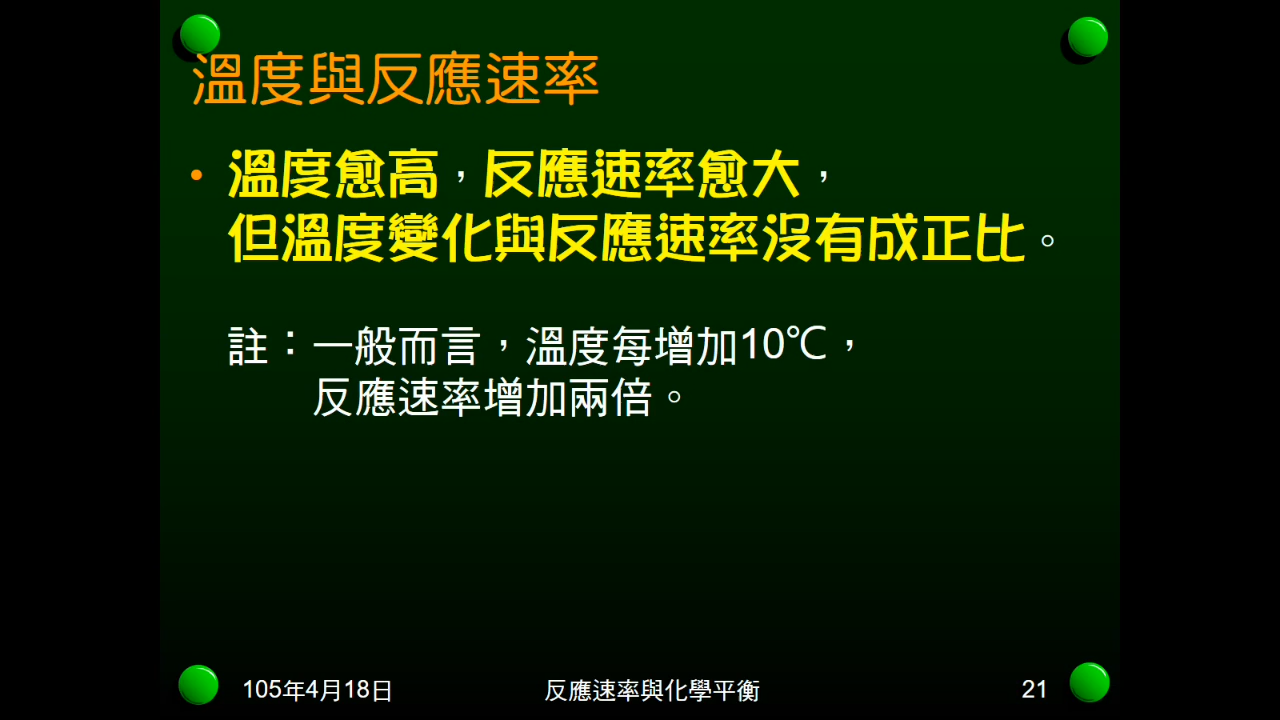 溫度與反應速率
• 溫度愈高，反應速率愈大，
但溫度變化與反應速率沒有成正比。
註：一般而言，溫度每增加10℃，
反應速率增加兩倍。
105年4月18日
反應速率與化學平衡
21